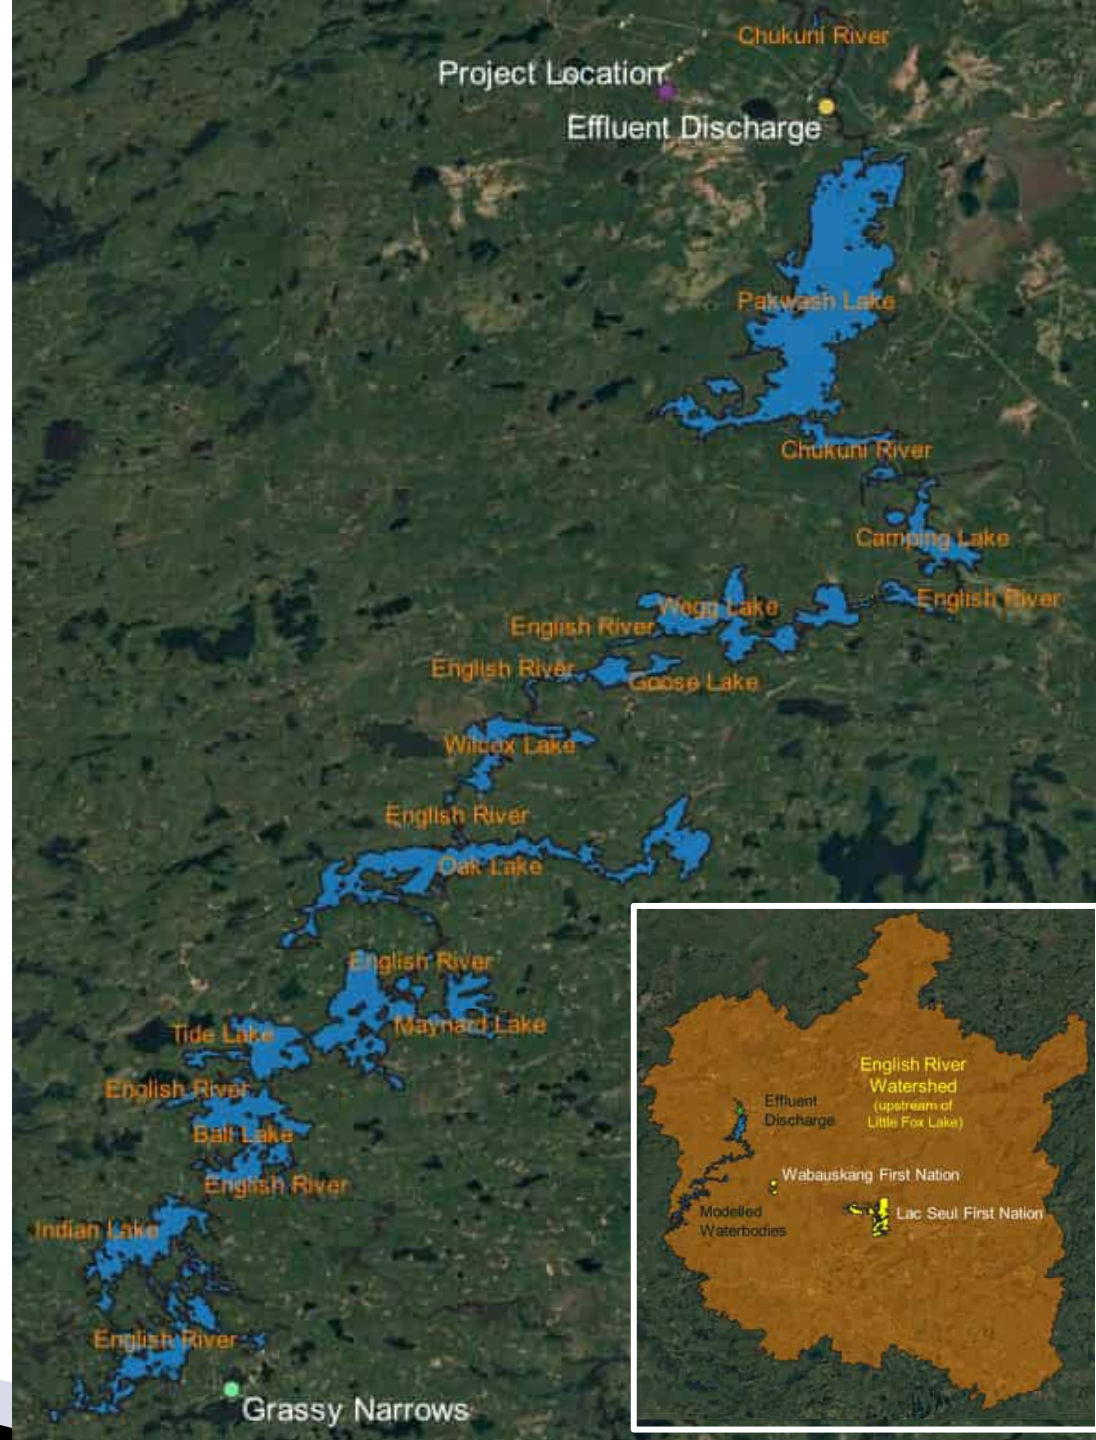 Chukuni River
Project Location
Effluent Discharge
Pakwash Lake
Chukuni River
Camping Lake
English River
Wegg Lake
English River
English River
Goose Lake
Wilcox Lake
English River
Oak Lake
English River
Maynard Lake
Tide Lake
English River
Ball Lake
English River
Indian Lake
English River
Grassy Narrows
English River
Watershed
(upstream of
Little Fox Lake)
Effluent
Discharge
Wabauskang First Nation
Lac Seul First Nation
Modelled
Waterbodies